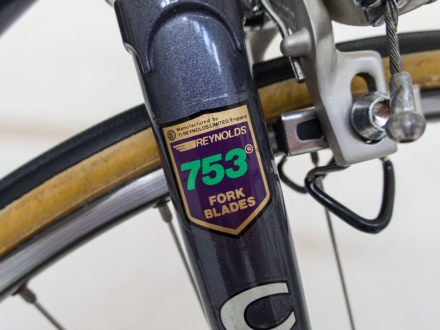 Manufactured By
TI REYNOLDS LIMITED England
REYNOLDS
753®
FORK
BLADES
C